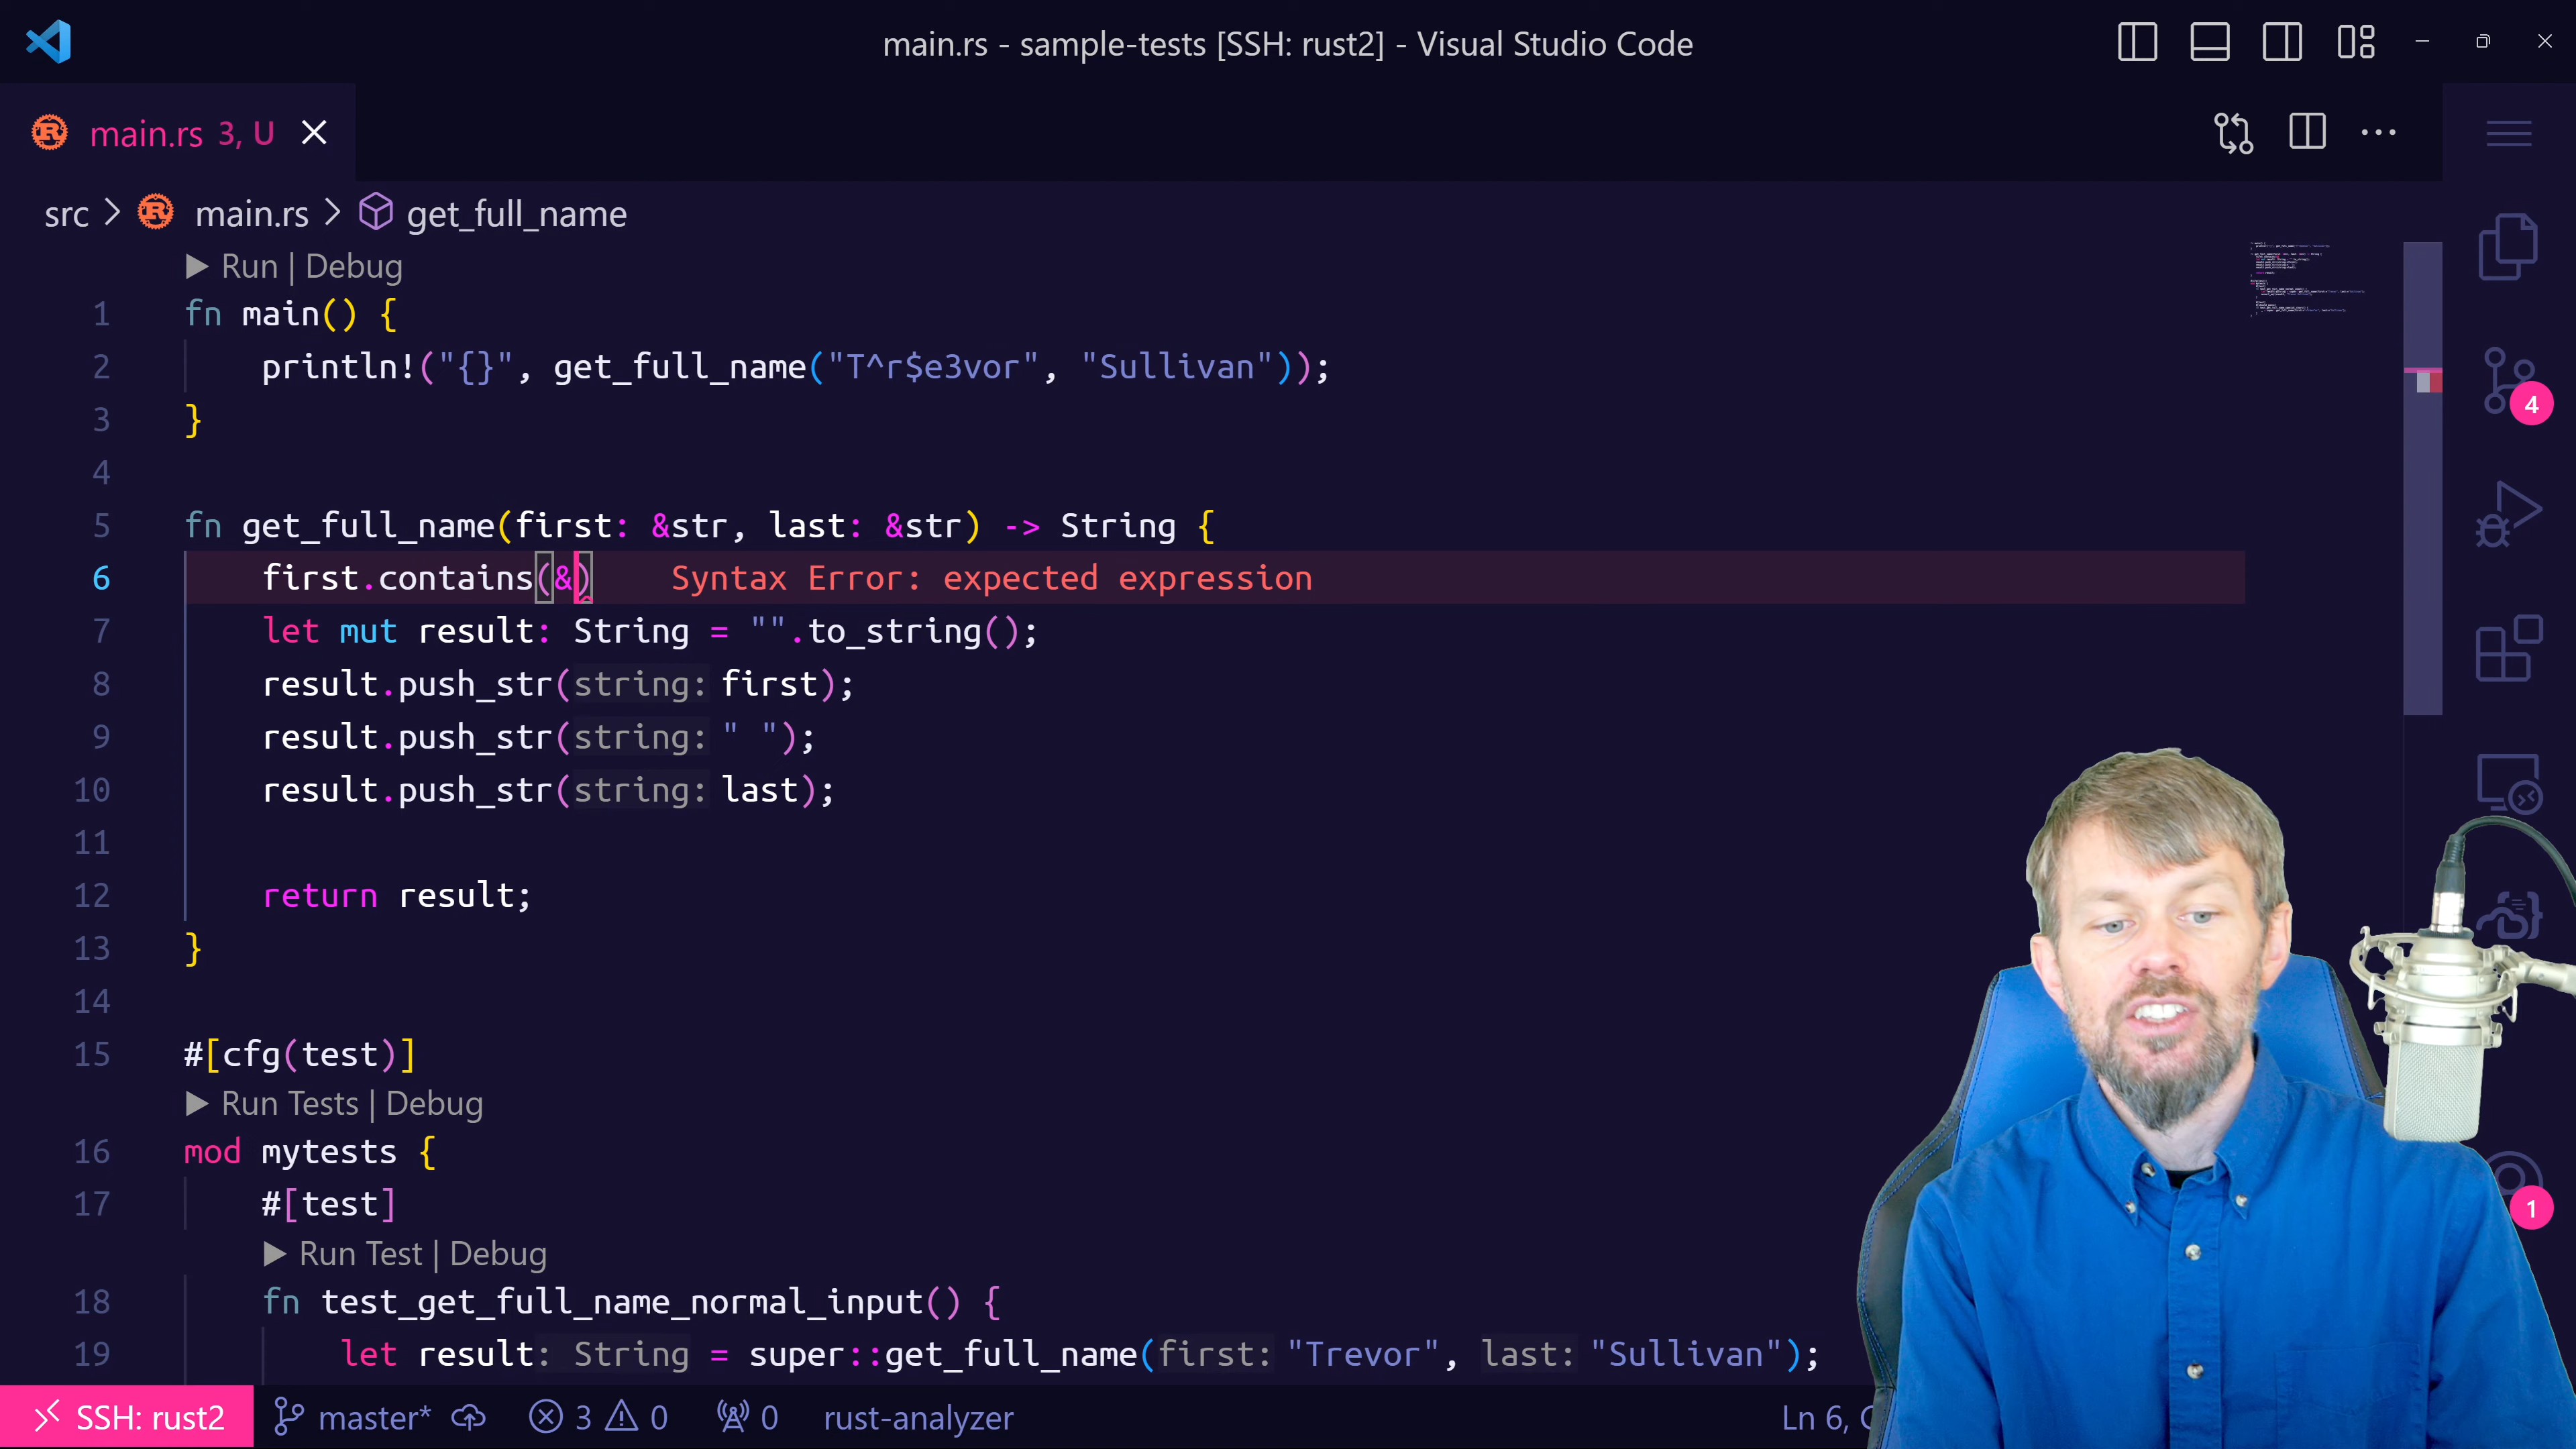 main.rs - sample-tests [SSH: rust2] - Visual Studio Code
main.rs 3, U
src > main.rs > get_full_name
Run | Debug
1 fn main() {
2 println!("{}", get_full_name("T^r$e3vor", "Sullivan"));
3 }
4
5 fn get_full_name(first: &str, last: &str) -> String {
6 first.contains(&) Syntax Error: expected expression
7 let mut result: String = "".to_string();
8 result.push_str(string: first);
9 result.push_str(string: " ");
10 result.push_str(string: last);
11
12 return result;
13 }
14
15 #[cfg(test)]
Run Tests | Debug
16 mod mytests {
17 #[test]
Run Test | Debug
18 fn test_get_full_name_normal_input() {
19 let result: String = super::get_full_name(first: "Trevor", last: "Sullivan");
4
1
SSH: rust2 master* 3 0 0 rust-analyzer Ln 6,